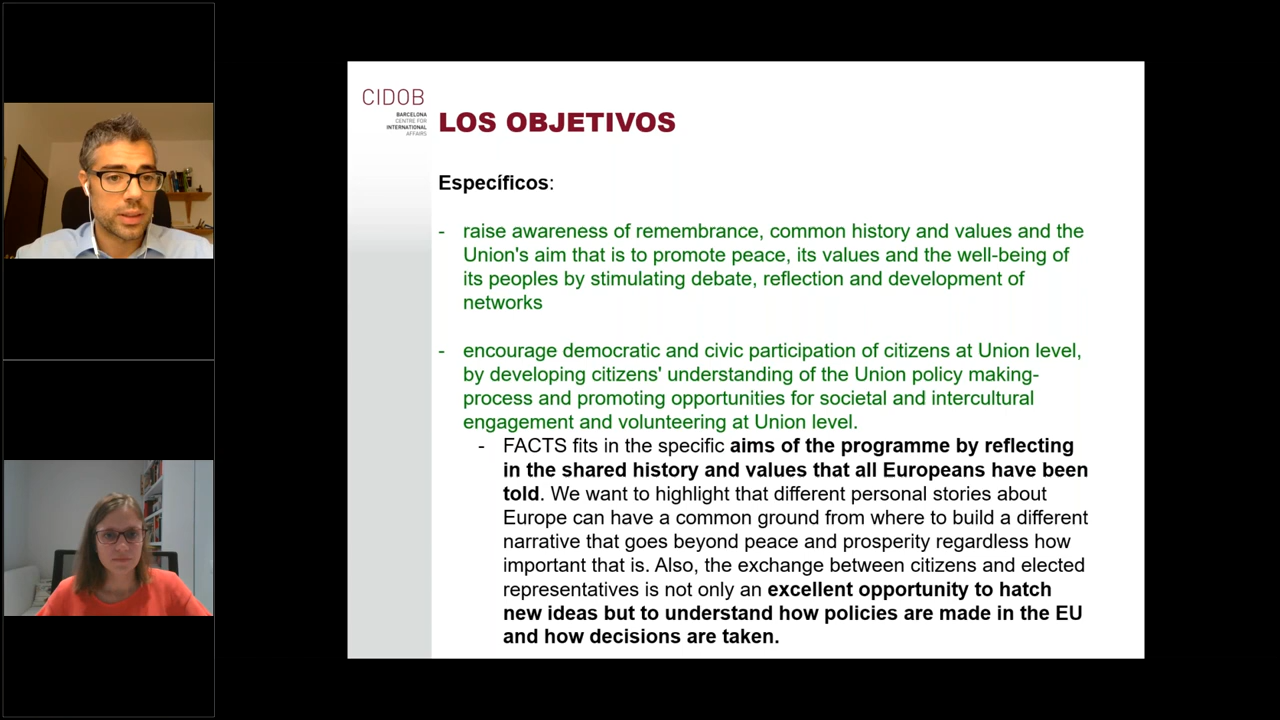 CIDOB
BARCELONA
CENTRE FOR
INTERNATIONAL
AFFAIRS
LOS OBJETIVOS
Específicos:
- raise awareness of remembrance, common history and values and the
Union's aim that is to promote peace, its values and the well-being of
its peoples by stimulating debate, reflection and development of
networks
- encourage democratic and civic participation of citizens at Union level,
by developing citizens' understanding of the Union policy making-
process and promoting opportunities for societal and intercultural
engagement and volunteering at Union level.
- FACTS fits in the specific aims of the programme by reflecting
in the shared history and values that all Europeans have been
told. We want to highlight that different personal stories about
Europe can have a common ground from where to build a different
narrative that goes beyond peace and prosperity regardless how
important that is. Also, the exchange between citizens and elected
representatives is not only an excellent opportunity to hatch
new ideas but to understand how policies are made in the EU
and how decisions are taken.